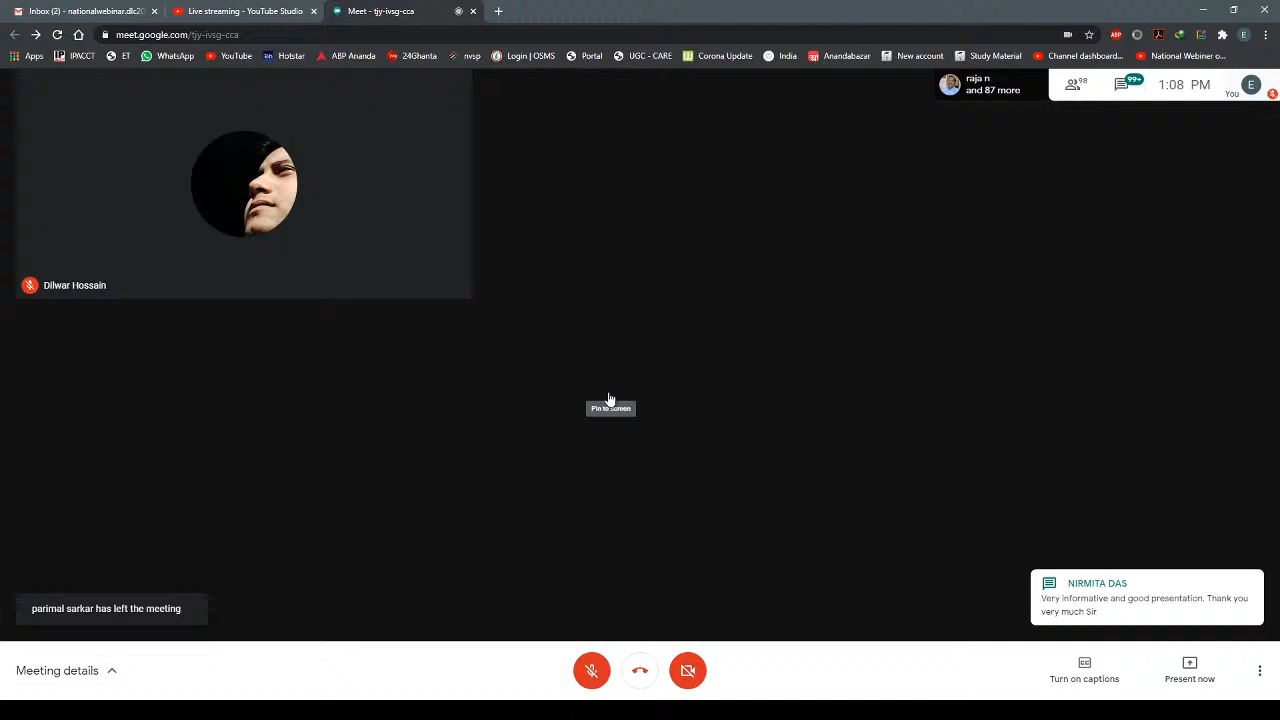 Inbox (2) - nationalwebinar.dlc20
Live streaming - YouTube Studio
Meet - tjy-ivsg-cca
meet.google.com/tjy-ivsg-cca
ABP
E
Apps
IPACCT
ET
WhatsApp
YouTube
Hotstar
ABP Ananda
24Ghanta
nvsp
Login | OSMS
Portal
UGC - CARE
Corona Update
India
Anandabazar
New account
Study Material
Channel dashboard...
National Webiner o...
raja n
and 87 more
98
99+
1:08 PM
You
E
Dilwar Hossain
Pin to screen
parimal sarkar has left the meeting
NIRMITA DAS
Very informative and good presentation. Thank you
very much Sir
Meeting details
Turn on captions
Present now